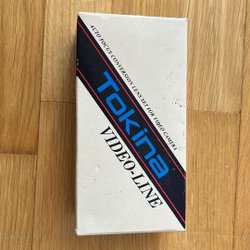 AUTO FOCUS CONVERSION LENS SET FOR VIDEO CAMERA
Tokina
VIDEO-LINE